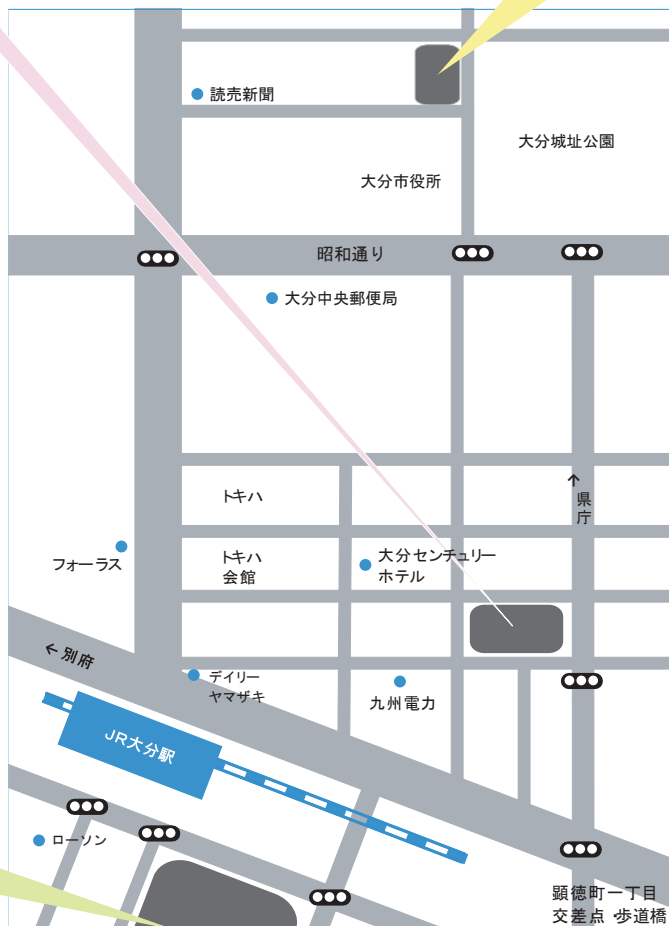 読売新聞
大分城址公園
大分市役所
昭和通り
大分中央郵便局
トキハ
↑
県庁
フォーラス
トキハ
会館
大分センチュリー
ホテル
←別府
デイリー
ヤマザキ
九州電力
JR大分駅
ローソン
顕徳町一丁目
交差点・歩道橋